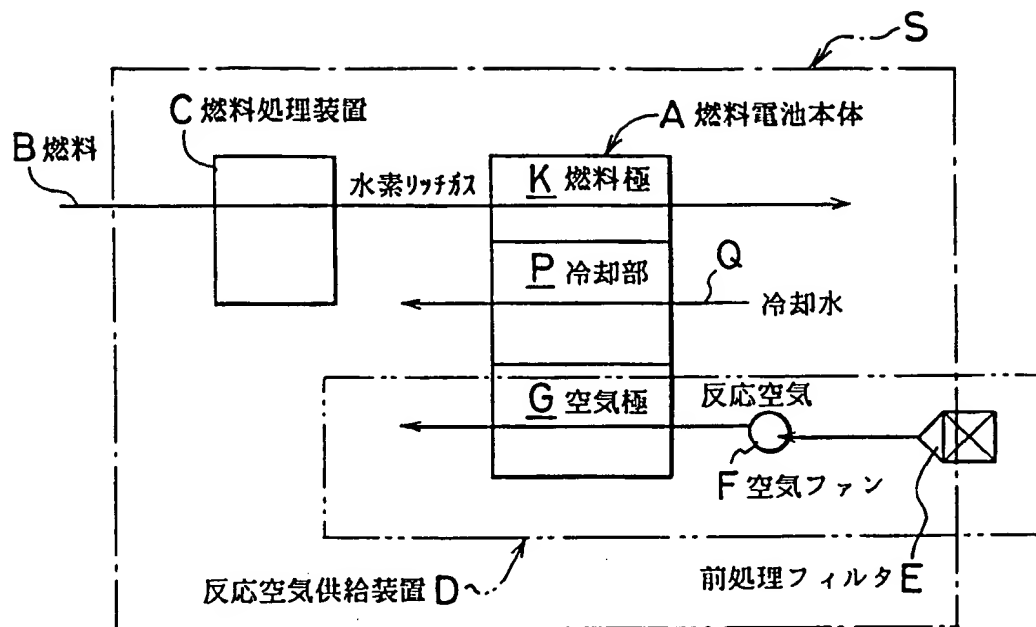 S
C 燃料処理装置
A 燃料電池本体
B 燃料
水素リッチガス
K 燃料極
P 冷却部
Q
冷却水
G 空気極
反応空気
F 空気ファン
反応空気供給装置 D
前処理フィルタ E